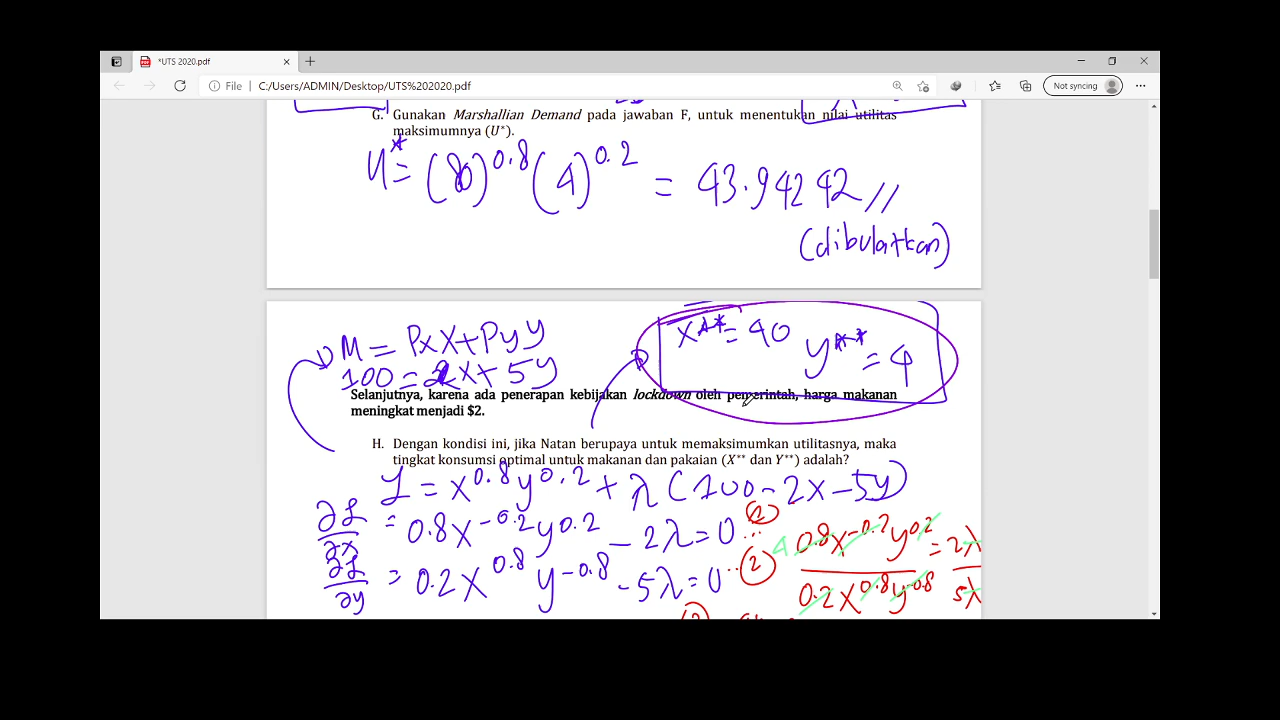 *UTS 2020.pdf
File C:/Users/ADMIN/Desktop/UTS%202020.pdf Not syncing
G. Gunakan Marshallian Demand pada jawaban F, untuk menentukan nilai utilitas
maksimumnya (U*).
U* = (80)^0.8 (4)^0.2 = 43.94242 //
(dibulatkan)
M = PxX + PyY
100 = 2X + 5Y
X** = 40 Y** = 4
Selanjutnya, karena ada penerapan kebijakan lockdown oleh pemerintah, harga makanan
meningkat menjadi $2.
H. Dengan kondisi ini, jika Natan berupaya untuk memaksimumkan utilitasnya, maka
tingkat konsumsi optimal untuk makanan dan pakaian (X** dan Y**) adalah?
L = X^0.8 Y^0.2 + λ (100 - 2X - 5Y)
∂L/∂X = 0.8X^-0.2 Y^0.2 - 2λ = 0 ...
∂L/∂y = 0.2X^0.8 Y^-0.8 - 5λ = 0 .. (2)
4 0.8X^-0.2 Y^0.2 / 0.2X^0.8 Y^-0.8 = 2λ / 5λ